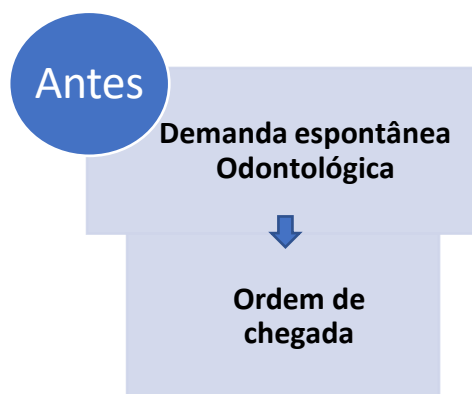 Antes
Demanda espontânea
Odontológica
Ordem de
chegada